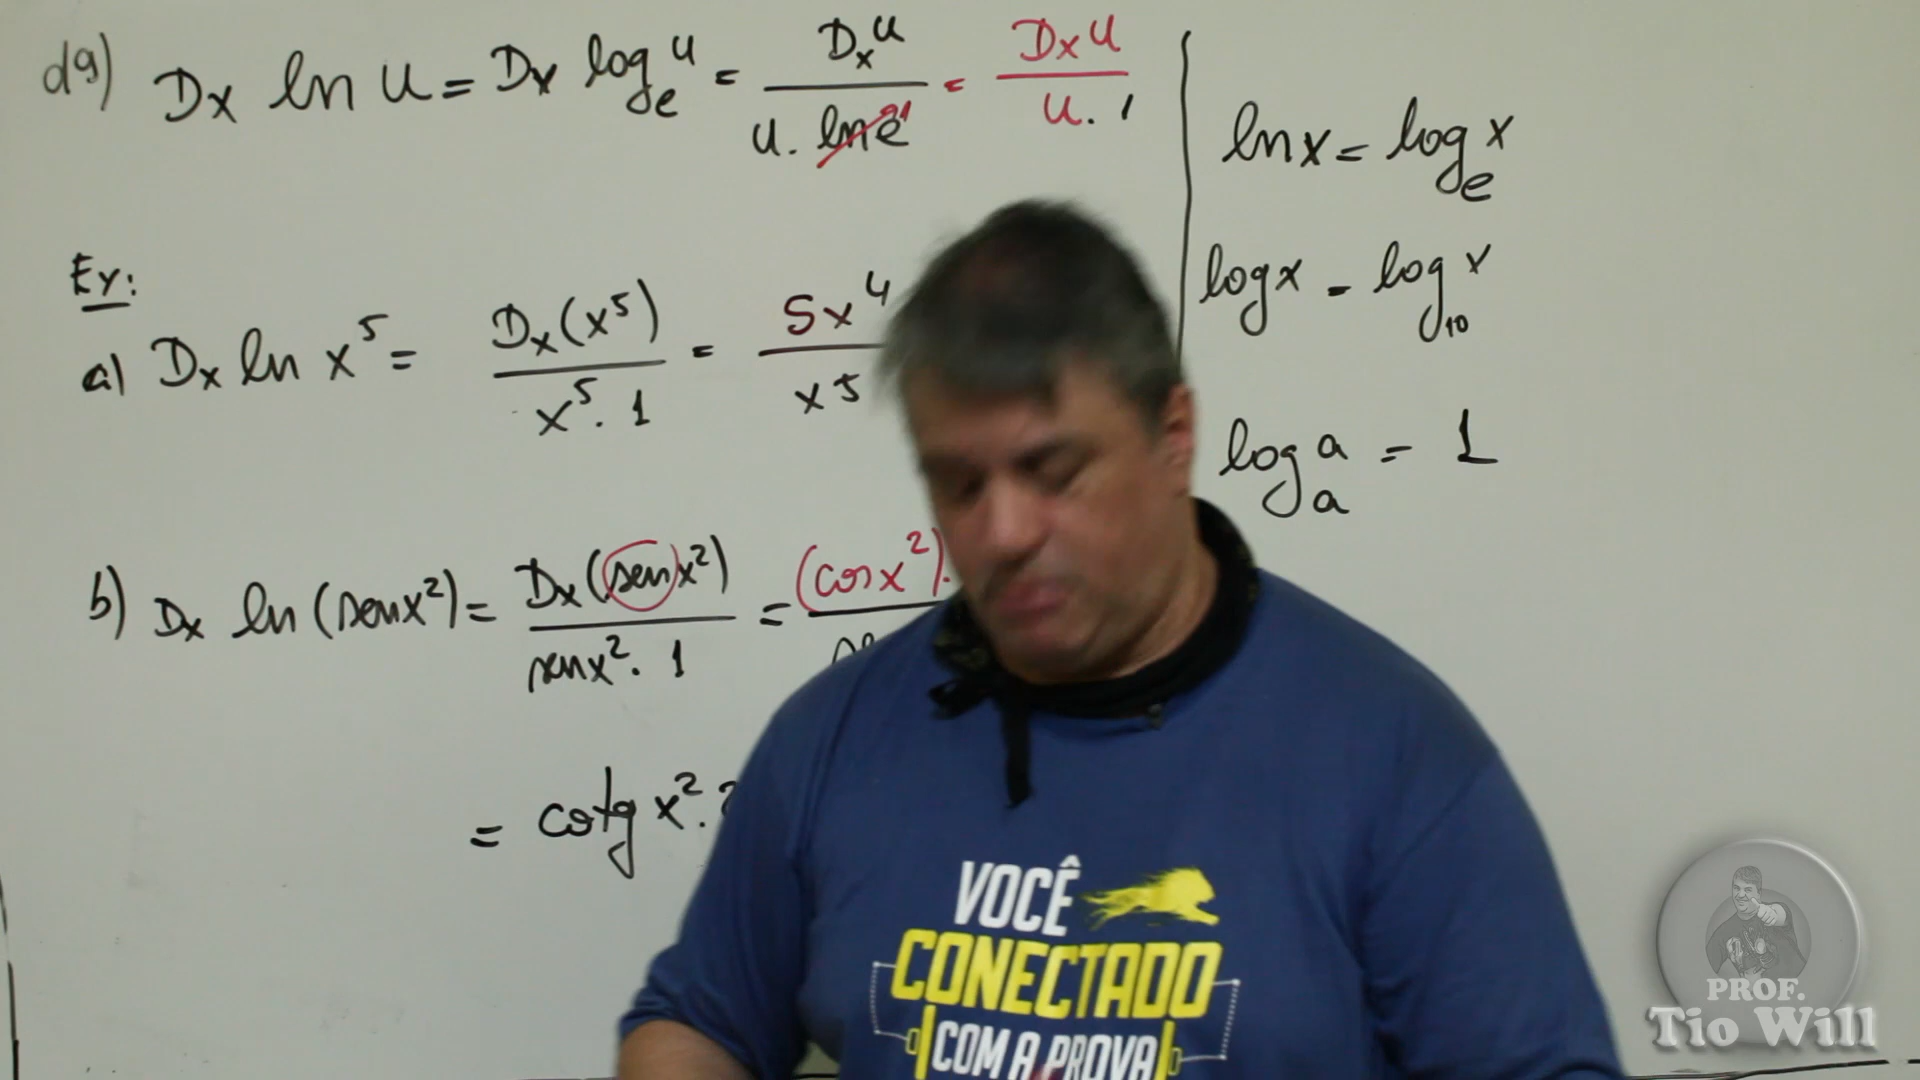 d9) Dx ln u = Dx log_e u = Dx u / u. ln e 1 = Dx u / u. 1
ln x = log_e x
log x = log_10 x
log_a a = 1
Ex:
a) Dx ln x^5 = Dx(x^5) / x^5. 1 = 5x^4 / x^5
b) Dx ln (sen x^2) = Dx(sen x^2) / sen x^2. 1 = (cos x^2).
= cotg x^2.
VOCÊ
CONECTADO
COM A PROVA
PROF.
Tio Will